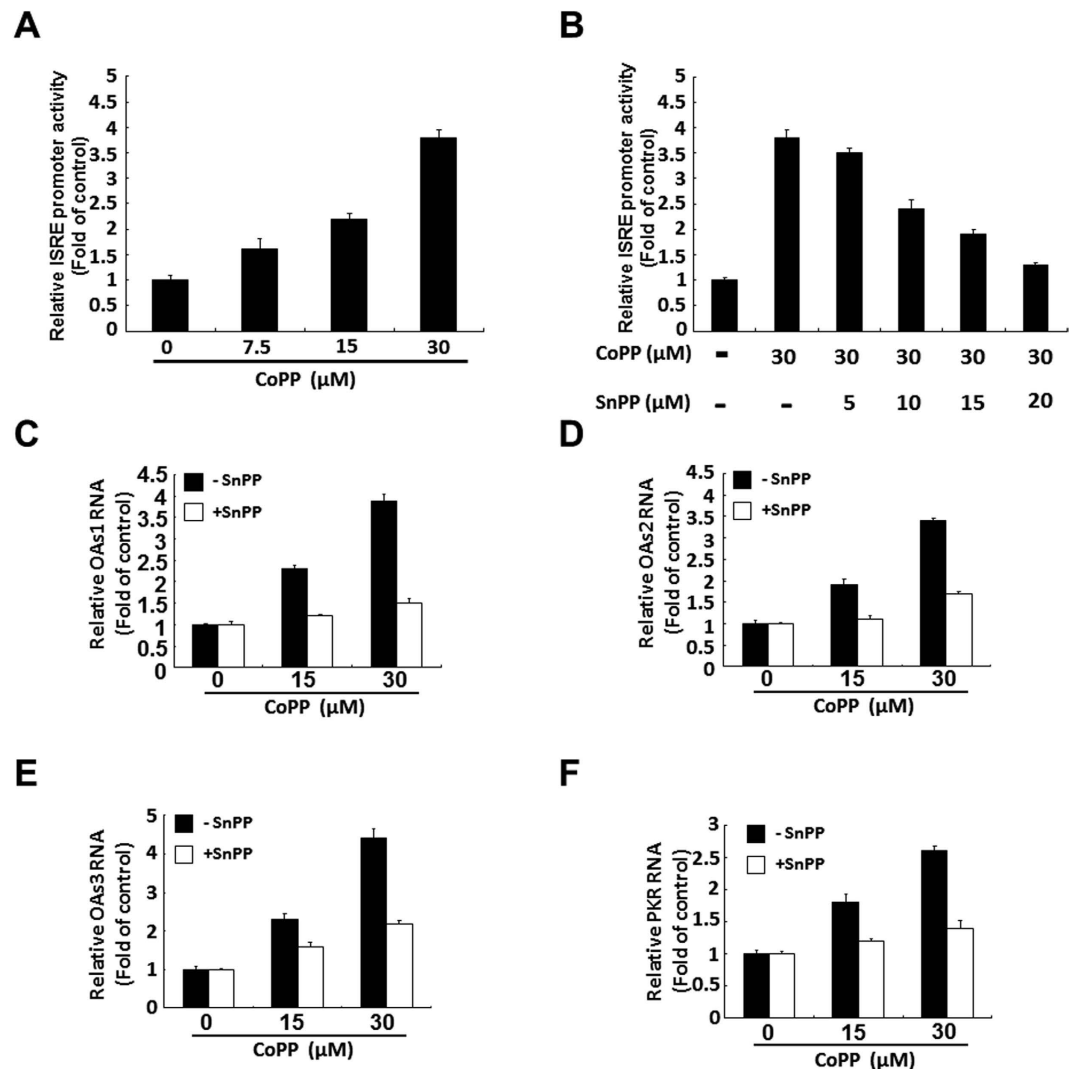 A
Relative ISRE promoter activity
(Fold of control)
5
4.5
4
3.5
3
2.5
2
1.5
1
0.5
0
0 7.5 15 30
CoPP (μM)
B
Relative ISRE promoter activity
(Fold of control)
5
4.5
4
3.5
3
2.5
2
1.5
1
0.5
0
CoPP (μM) - 30 30 30 30 30
SnPP (μM) - - 5 10 15 20
C
Relative OAs1 RNA
(Fold of control)
4.5
4
3.5
3
2.5
2
1.5
1
0.5
0
- SnPP
+SnPP
0 15 30
CoPP (μM)
D
Relative OAs2 RNA
(Fold of control)
4.5
4
3.5
3
2.5
2
1.5
1
0.5
0
- SnPP
+SnPP
0 15 30
CoPP (μM)
E
Relative OAs3 RNA
(Fold of control)
5
4
3
2
1
0
- SnPP
+SnPP
0 15 30
CoPP (μM)
F
Relative PKR RNA
(Fold of control)
3
2.5
2
1.5
1
0.5
0
- SnPP
+SnPP
0 15 30
CoPP (μM)